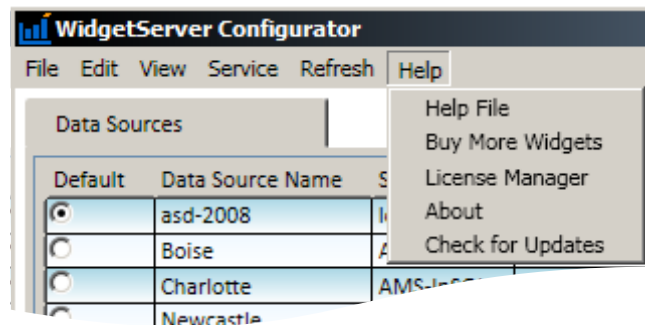 WidgetServer Configurator
File Edit View Service Refresh Help
Help File
Buy More Widgets
License Manager
About
Check for Updates
Data Sources
Default Data Source Name
asd-2008
Boise
Charlotte
Newcastle